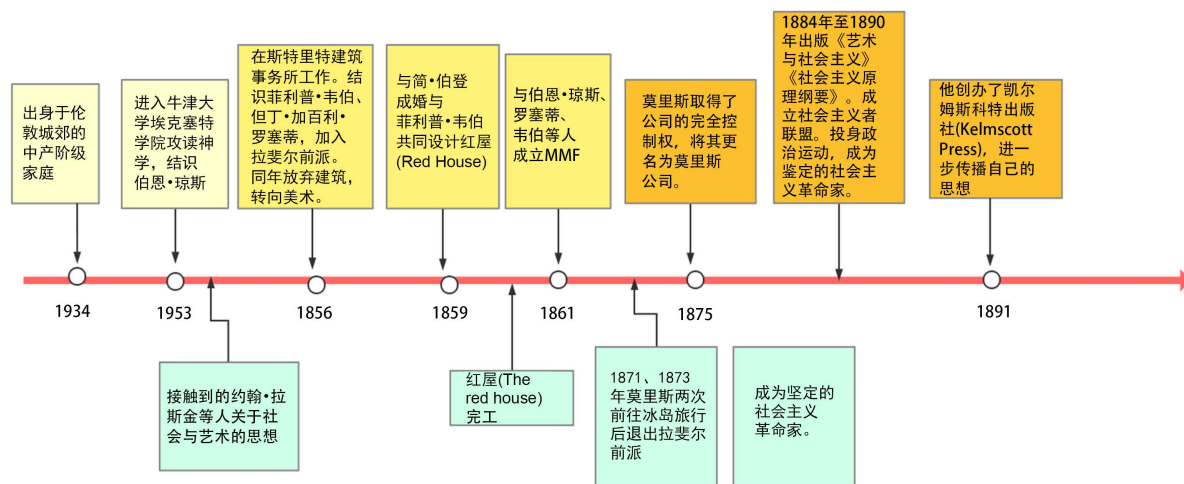 出身于伦
敦城郊的
中产阶级
家庭
进入牛津大
学埃克塞特
学院攻读神
学，结识
伯恩•琼斯
在斯特里特建筑
事务所工作。结
识菲利普•韦伯、
但丁•加百利•
罗塞蒂，加入
拉斐尔前派。
同年放弃建筑，
转向美术。
与简•伯登
成婚与
菲利普•韦伯
共同设计红屋
(Red House)
与伯恩•琼斯、
罗塞蒂、
韦伯等人
成立MMF
莫里斯取得了
公司的完全控
制权，将其更
名为莫里斯
公司。
1884年至1890
年出版《艺术
与社会主义》
《社会主义原
理纲要》。成
立社会主义者
联盟。投身政
治运动，成为
鉴定的社会主
义革命家。
他创办了凯尔
姆斯科特出版
社(Kelmscott
Press)，进一
步传播自己的
思想
1934
1953
1856
1859
1861
1875
1891
接触到的约翰•拉
斯金等人关于社
会与艺术的思想
红屋(The
red house)
完工
1871、1873
年莫里斯两次
前往冰岛旅行
后退出拉斐尔
前派
成为坚定的
社会主义
革命家。